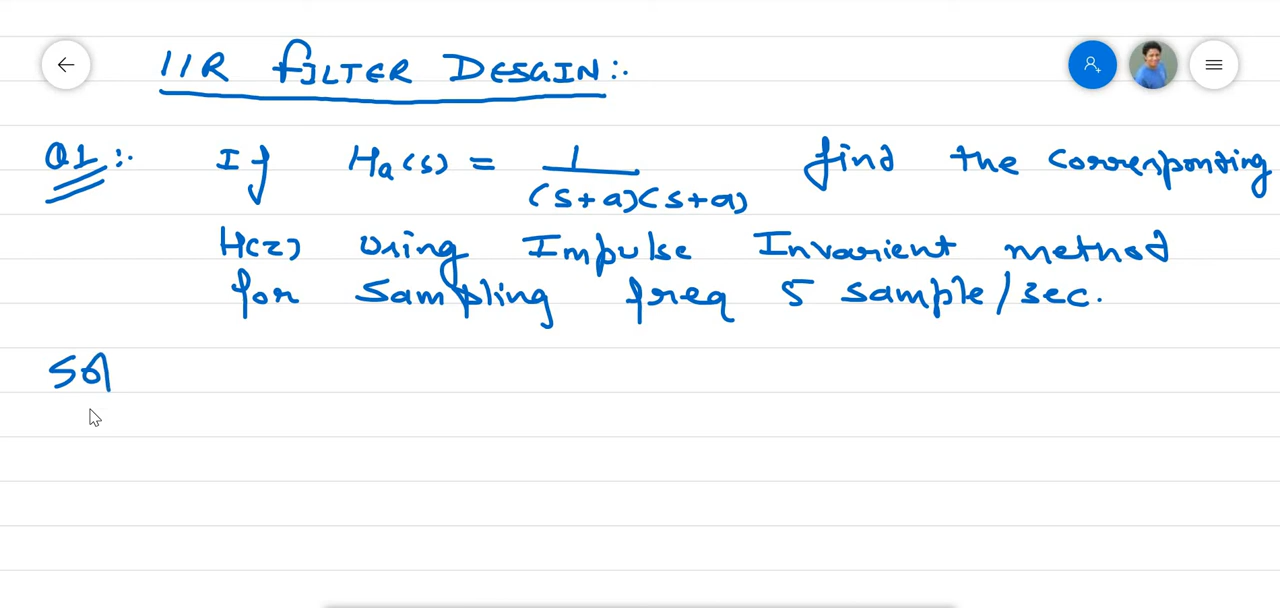 IIR FILTER DESGIN:.
Q1:. If Ha(s) = 1 / (s+a)(s+a) find the corresponding
H(z) using Impulse Invarient method
for sampling freq 5 sample/sec.
Sol